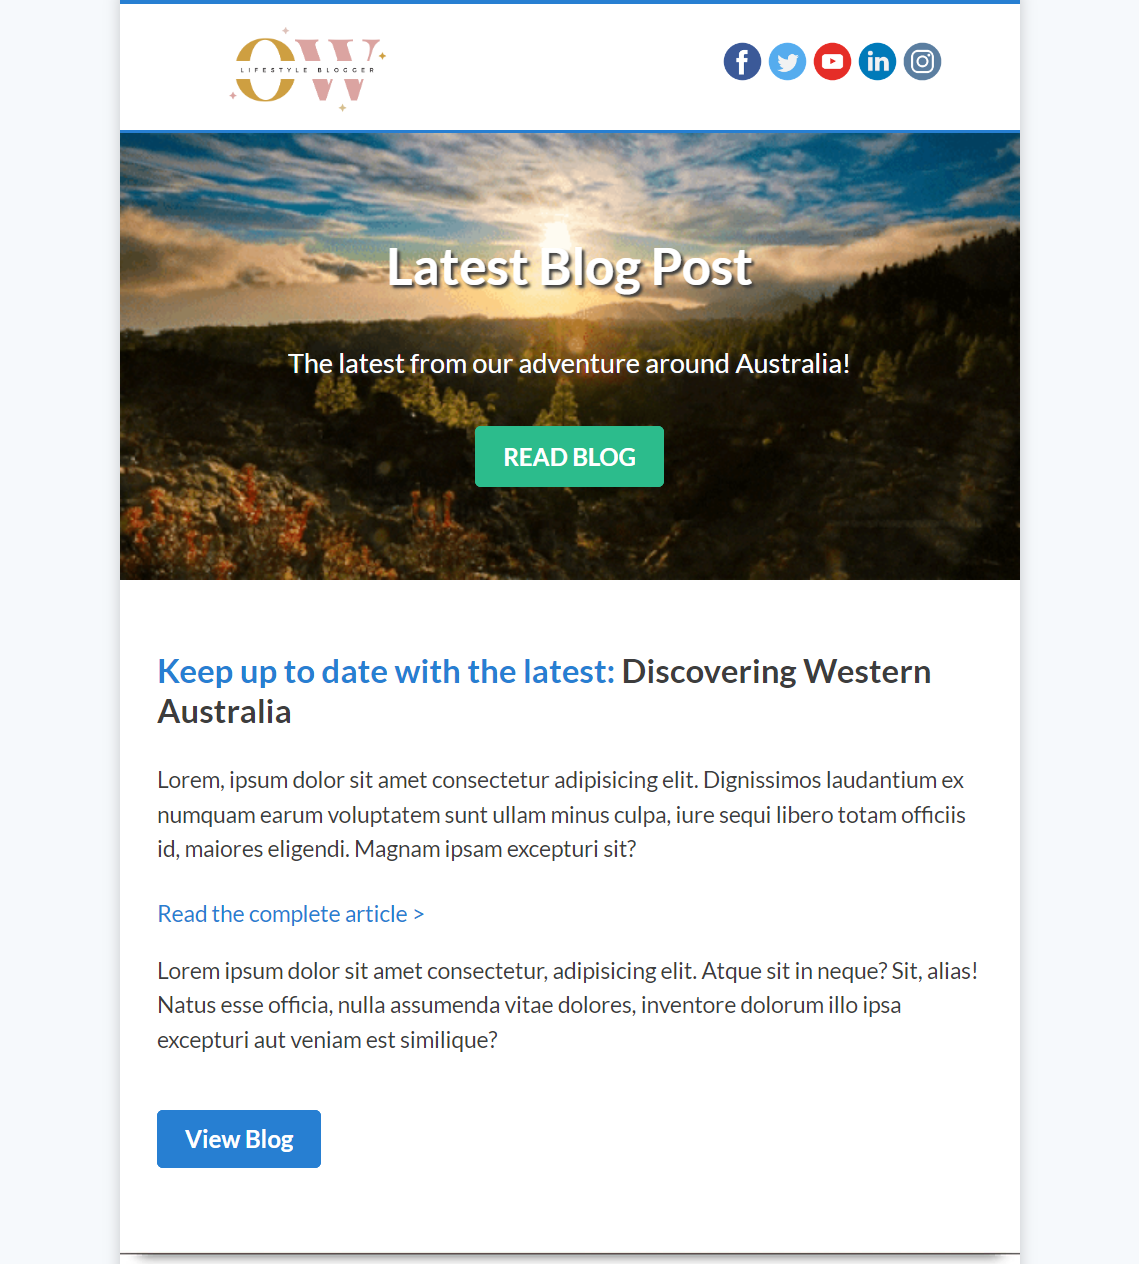 OW
LIFESTYLE BLOGGER
Latest Blog Post
The latest from our adventure around Australia!
READ BLOG
Keep up to date with the latest: Discovering Western
Australia
Lorem, ipsum dolor sit amet consectetur adipisicing elit. Dignissimos laudantium ex
numquam earum voluptatem sunt ullam minus culpa, iure sequi libero totam officiis
id, maiores eligendi. Magnam ipsam excepturi sit?
Read the complete article >
Lorem ipsum dolor sit amet consectetur, adipisicing elit. Atque sit in neque? Sit, alias!
Natus esse officia, nulla assumenda vitae dolores, inventore dolorum illo ipsa
excepturi aut veniam est similique?
View Blog